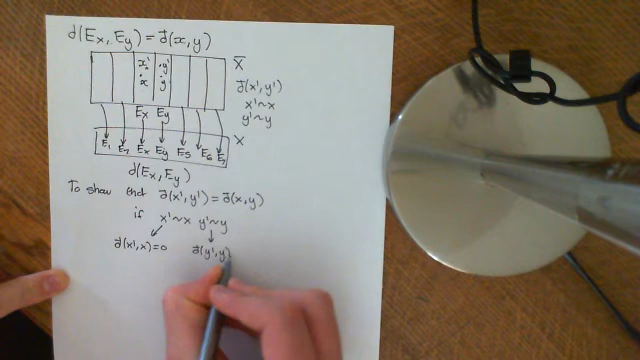 d(Ex, Ey) = d̄(x, y)
x' y'
x y
X̄
d̄(x', y')
x' ~ x
y' ~ y
Ex Ey
E1 E2 Ex Ey E5 E6 E7
X
d(Ex, Ey)
To show that d̄(x', y') = d̄(x, y)
if x' ~ x y' ~ y
d̄(x', x) = 0 d̄(y', y)